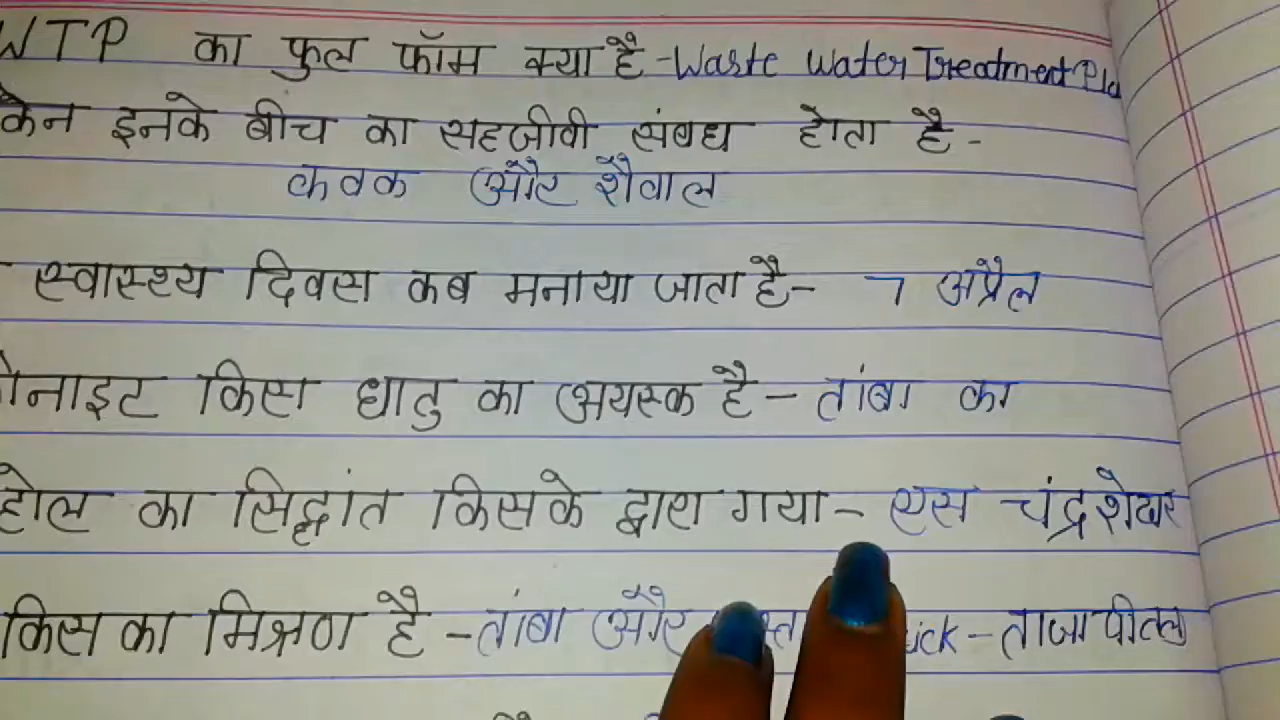 WTP का फुल फॉम क्या है - Waste Water Treatment Pla
केन इनके बीच का सहजीवी संबध होता है -
कवक और शैवाल
स्वास्थ्य दिवस कब मनाया जाता है - 7 अप्रैल
नाइट किस धातु का अयस्क है - तांबा का
होल का सिद्धांत किसके द्वारा गया - एस चंद्रशेखर
किस का मिश्रण है - तांबा और ick - ताजा पीतल